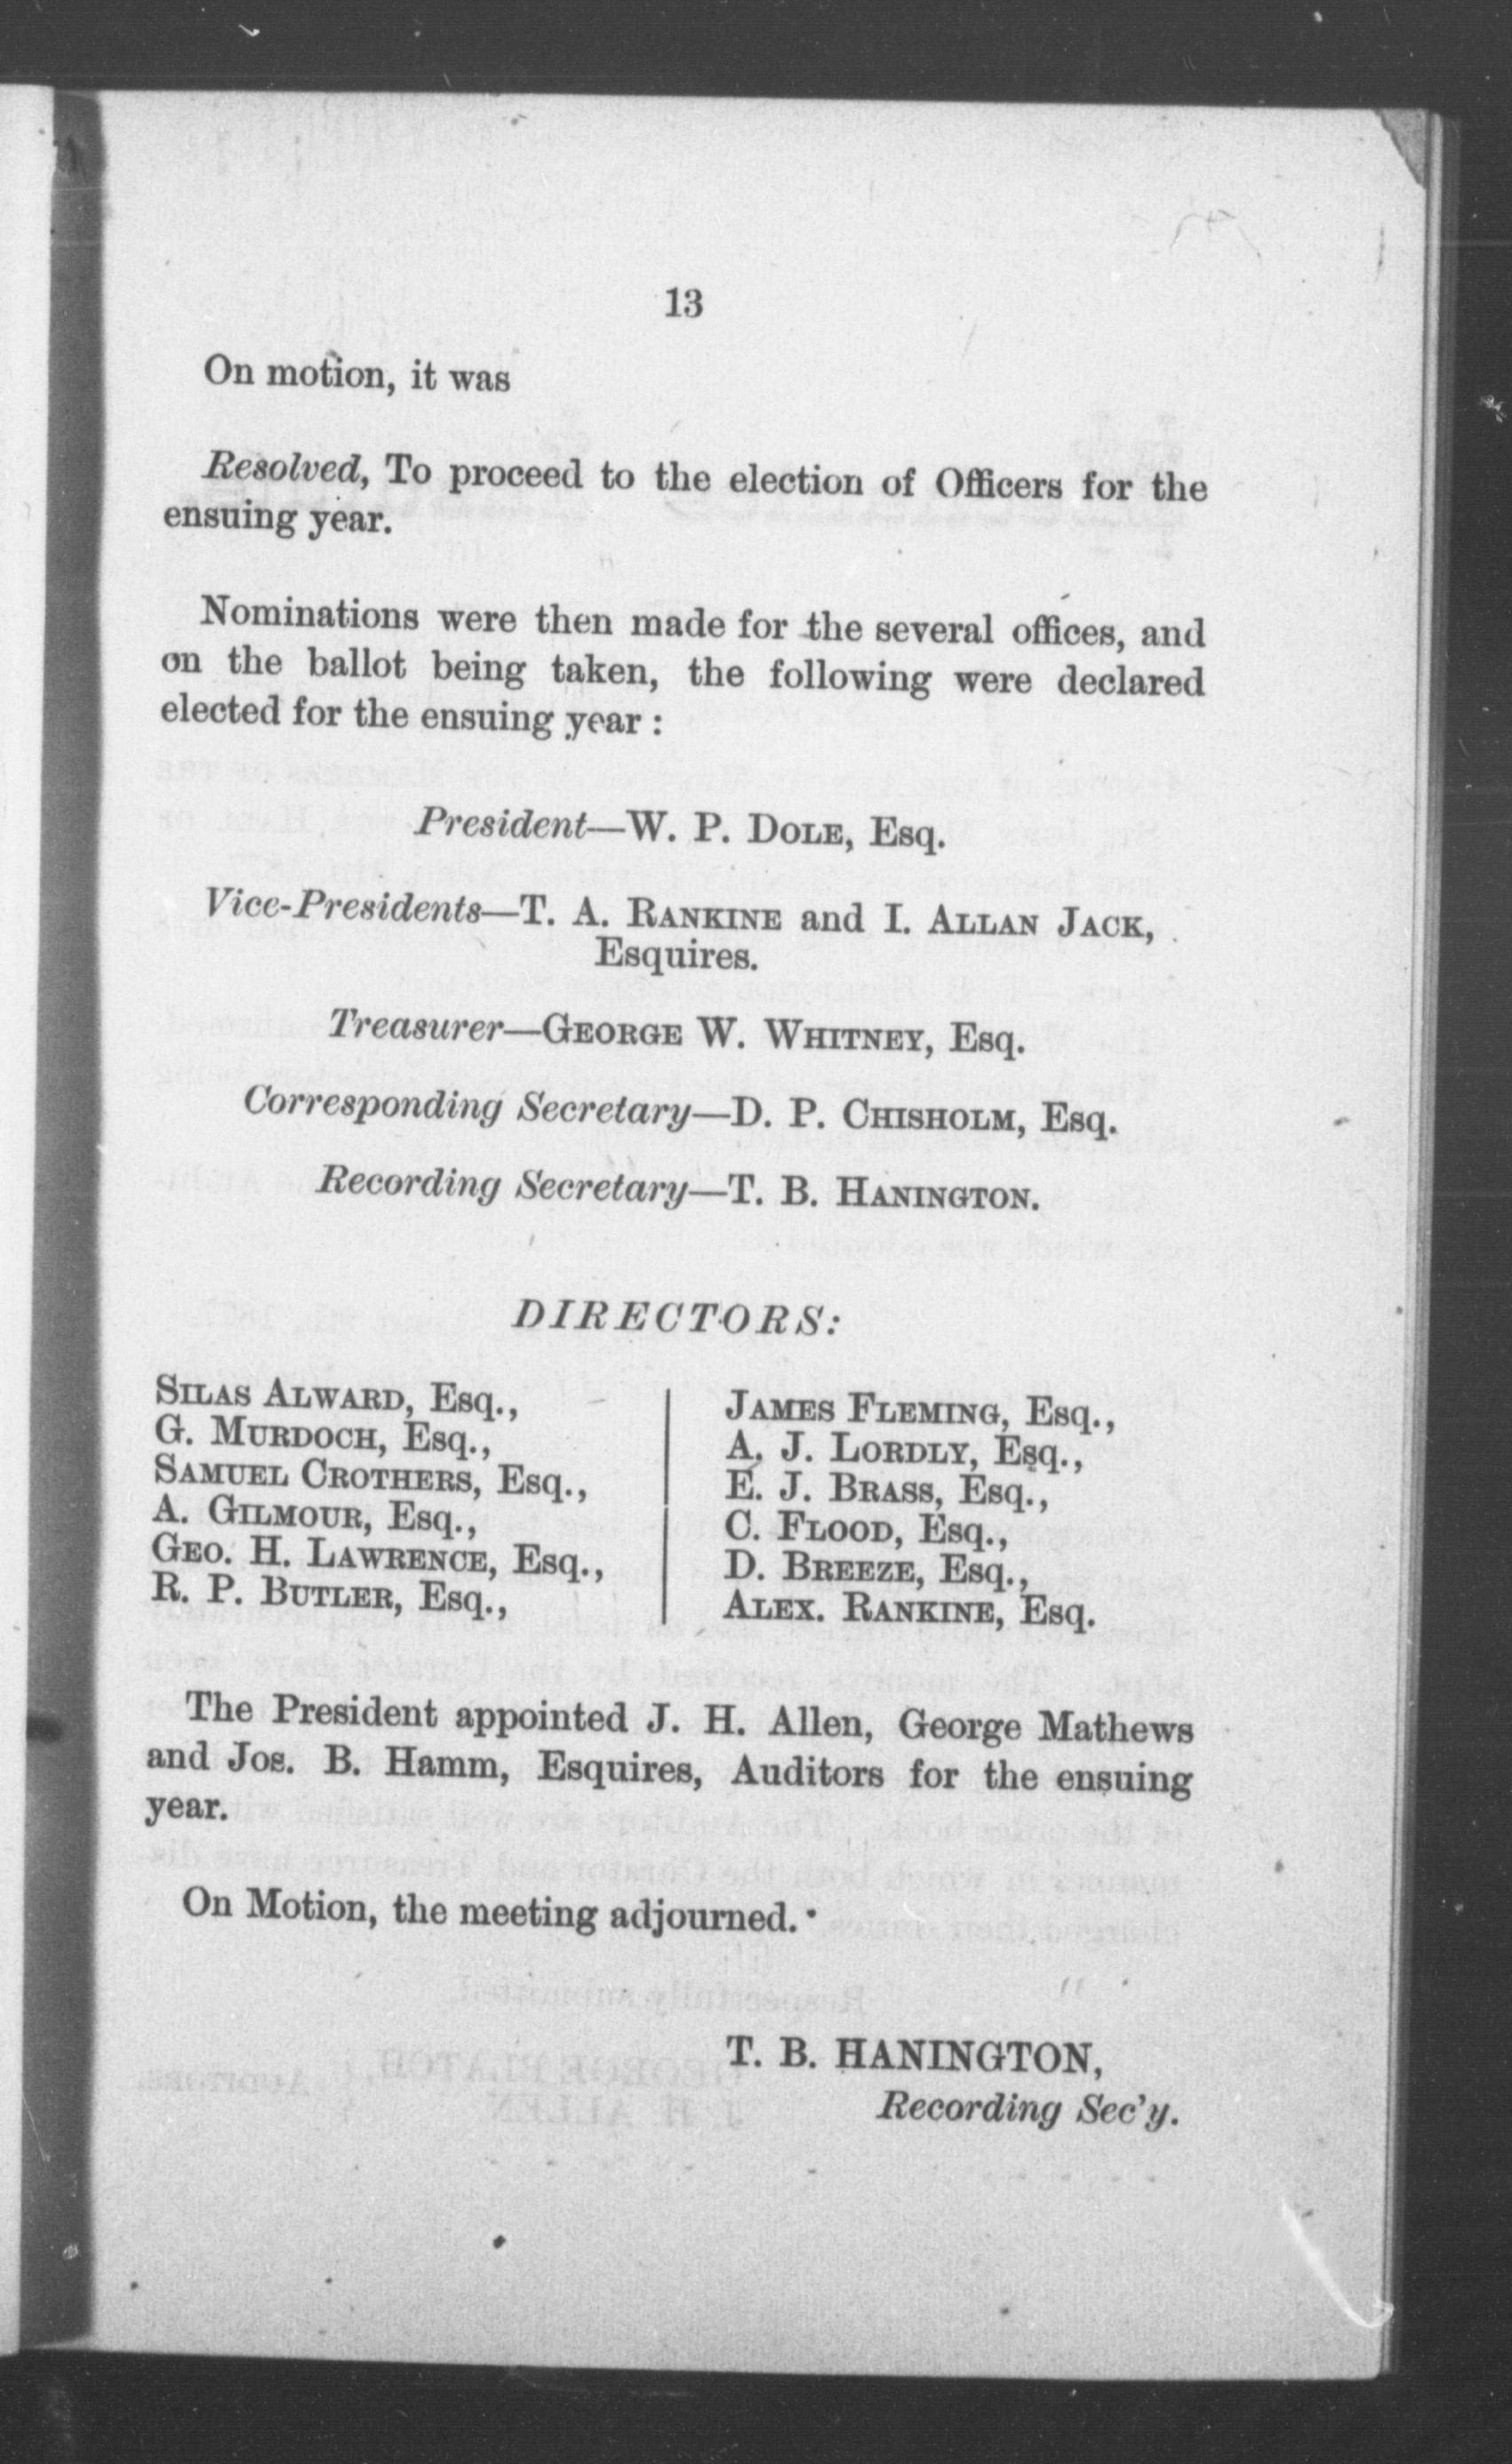 13
On motion, it was
Resolved, To proceed to the election of Officers for the
ensuing year.
Nominations were then made for the several offices, and
on the ballot being taken, the following were declared
elected for the ensuing year :
President—W. P. DOLE, Esq.
Vice-Presidents—T. A. RANKINE and I. ALLAN JACK,
Esquires.
Treasurer—GEORGE W. WHITNEY, Esq.
Corresponding Secretary—D. P. CHISHOLM, Esq.
Recording Secretary—T. B. HANINGTON.
DIRECTORS:
SILAS ALWARD, Esq.,
G. MURDOCH, Esq.,
SAMUEL CROTHERS, Esq.,
A. GILMOUR, Esq.,
GEO. H. LAWRENCE, Esq.,
R. P. BUTLER, Esq.,
JAMES FLEMING, Esq.,
A. J. LORDLY, Esq.,
E. J. BRASS, Esq.,
C. FLOOD, Esq.,
D. BREEZE, Esq.,
ALEX. RANKINE, Esq.
The President appointed J. H. Allen, George Mathews
and Jos. B. Hamm, Esquires, Auditors for the ensuing
year.
On Motion, the meeting adjourned.
T. B. HANINGTON,
Recording Sec'y.